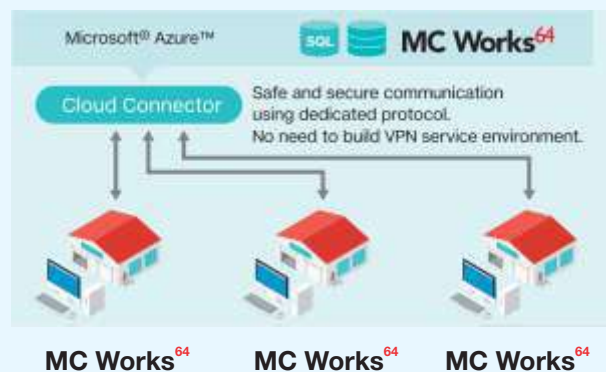 Microsoft® Azure™
SQL
MC Works64
Cloud Connector
Safe and secure communication
using dedicated protocol.
No need to build VPN service environment.
MC Works64
MC Works64
MC Works64